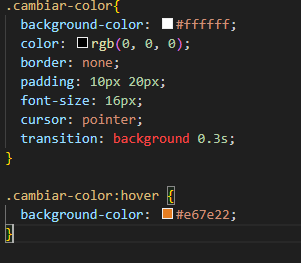 .cambiar-color{
background-color: #ffffff;
color: rgb(0, 0, 0);
border: none;
padding: 10px 20px;
font-size: 16px;
cursor: pointer;
transition: background 0.3s;
}
.cambiar-color:hover {
background-color: #e67e22;
}